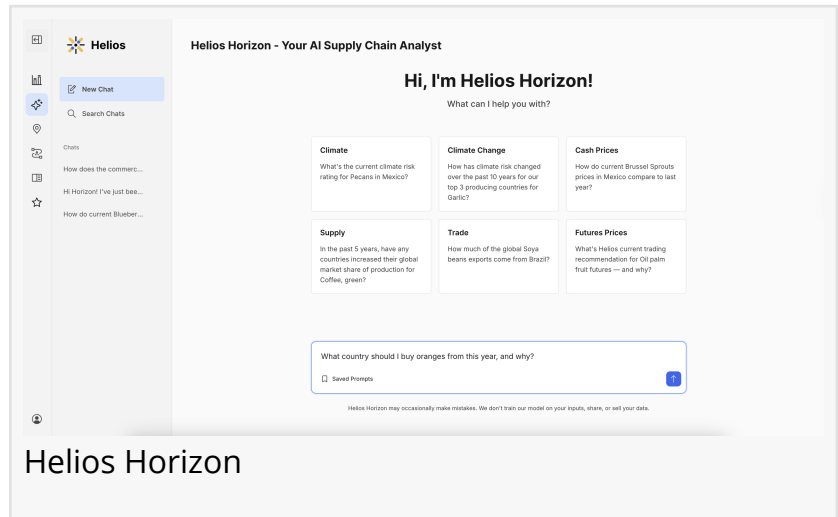 Helios
New Chat
Search Chats
Chats
How does the commerc...
Hi Horizon! I've just bee...
How do current Blueber...
Helios Horizon - Your AI Supply Chain Analyst
Hi, I'm Helios Horizon!
What can I help you with?
Climate
What's the current climate risk
rating for Pecans in Mexico?
Climate Change
How has climate risk changed
over the past 10 years for our
top 3 producing countries for
Garlic?
Cash Prices
How do current Brussel Sprouts
prices in Mexico compare to last
year?
Supply
In the past 5 years, have any
countries increased their global
market share of production for
Coffee, green?
Trade
How much of the global Soya
beans exports come from Brazil?
Futures Prices
What's Helios current trading
recommendation for Oil palm
fruit futures — and why?
What country should I buy oranges from this year, and why?
Saved Prompts
Helios Horizon may occasionally make mistakes. We don't train our model on your inputs, share, or sell your data.
Helios Horizon